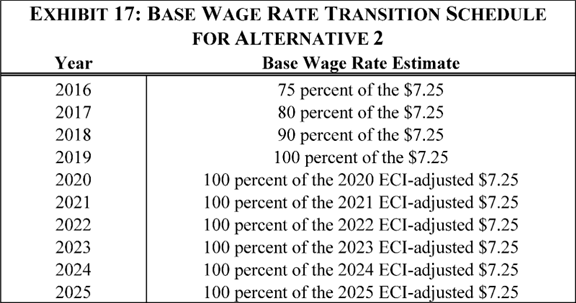 EXHIBIT 17: BASE WAGE RATE TRANSITION SCHEDULE
FOR ALTERNATIVE 2
Year Base Wage Rate Estimate
2016 75 percent of the $7.25
2017 80 percent of the $7.25
2018 90 percent of the $7.25
2019 100 percent of the $7.25
2020 100 percent of the 2020 ECI-adjusted $7.25
2021 100 percent of the 2021 ECI-adjusted $7.25
2022 100 percent of the 2022 ECI-adjusted $7.25
2023 100 percent of the 2023 ECI-adjusted $7.25
2024 100 percent of the 2024 ECI-adjusted $7.25
2025 100 percent of the 2025 ECI-adjusted $7.25